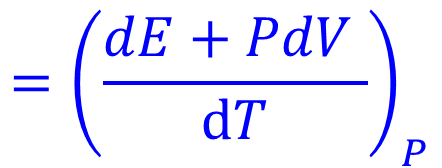 = ((dE + PdV) / dT)_P